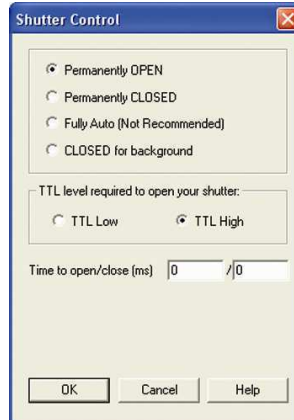 Shutter Control
Permanently OPEN
Permanently CLOSED
Fully Auto (Not Recommended)
CLOSED for background
TTL level required to open your shutter:
TTL Low TTL High
Time to open/close (ms) 0 / 0
OK Cancel Help